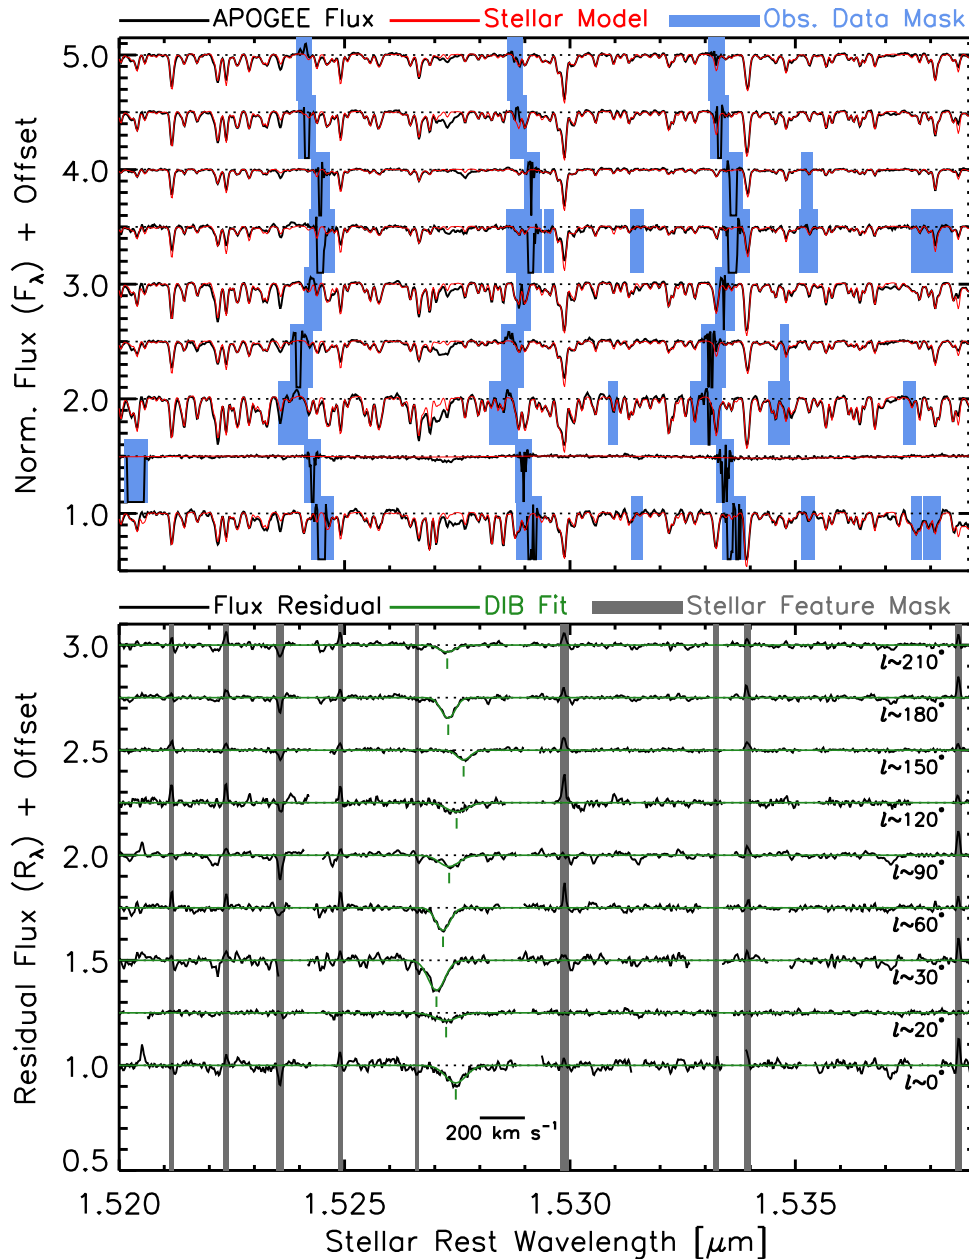 APOGEE Flux Stellar Model Obs. Data Mask
Norm. Flux (Fλ) + Offset
5.0
4.0
3.0
2.0
1.0
Flux Residual DIB Fit Stellar Feature Mask
Residual Flux (Rλ) + Offset
3.0
l~210°
l~180°
2.5
l~150°
l~120°
2.0
l~90°
l~60°
1.5
l~30°
l~20°
1.0
l~0°
200 km s⁻¹
0.5
1.520 1.525 1.530 1.535
Stellar Rest Wavelength [μm]